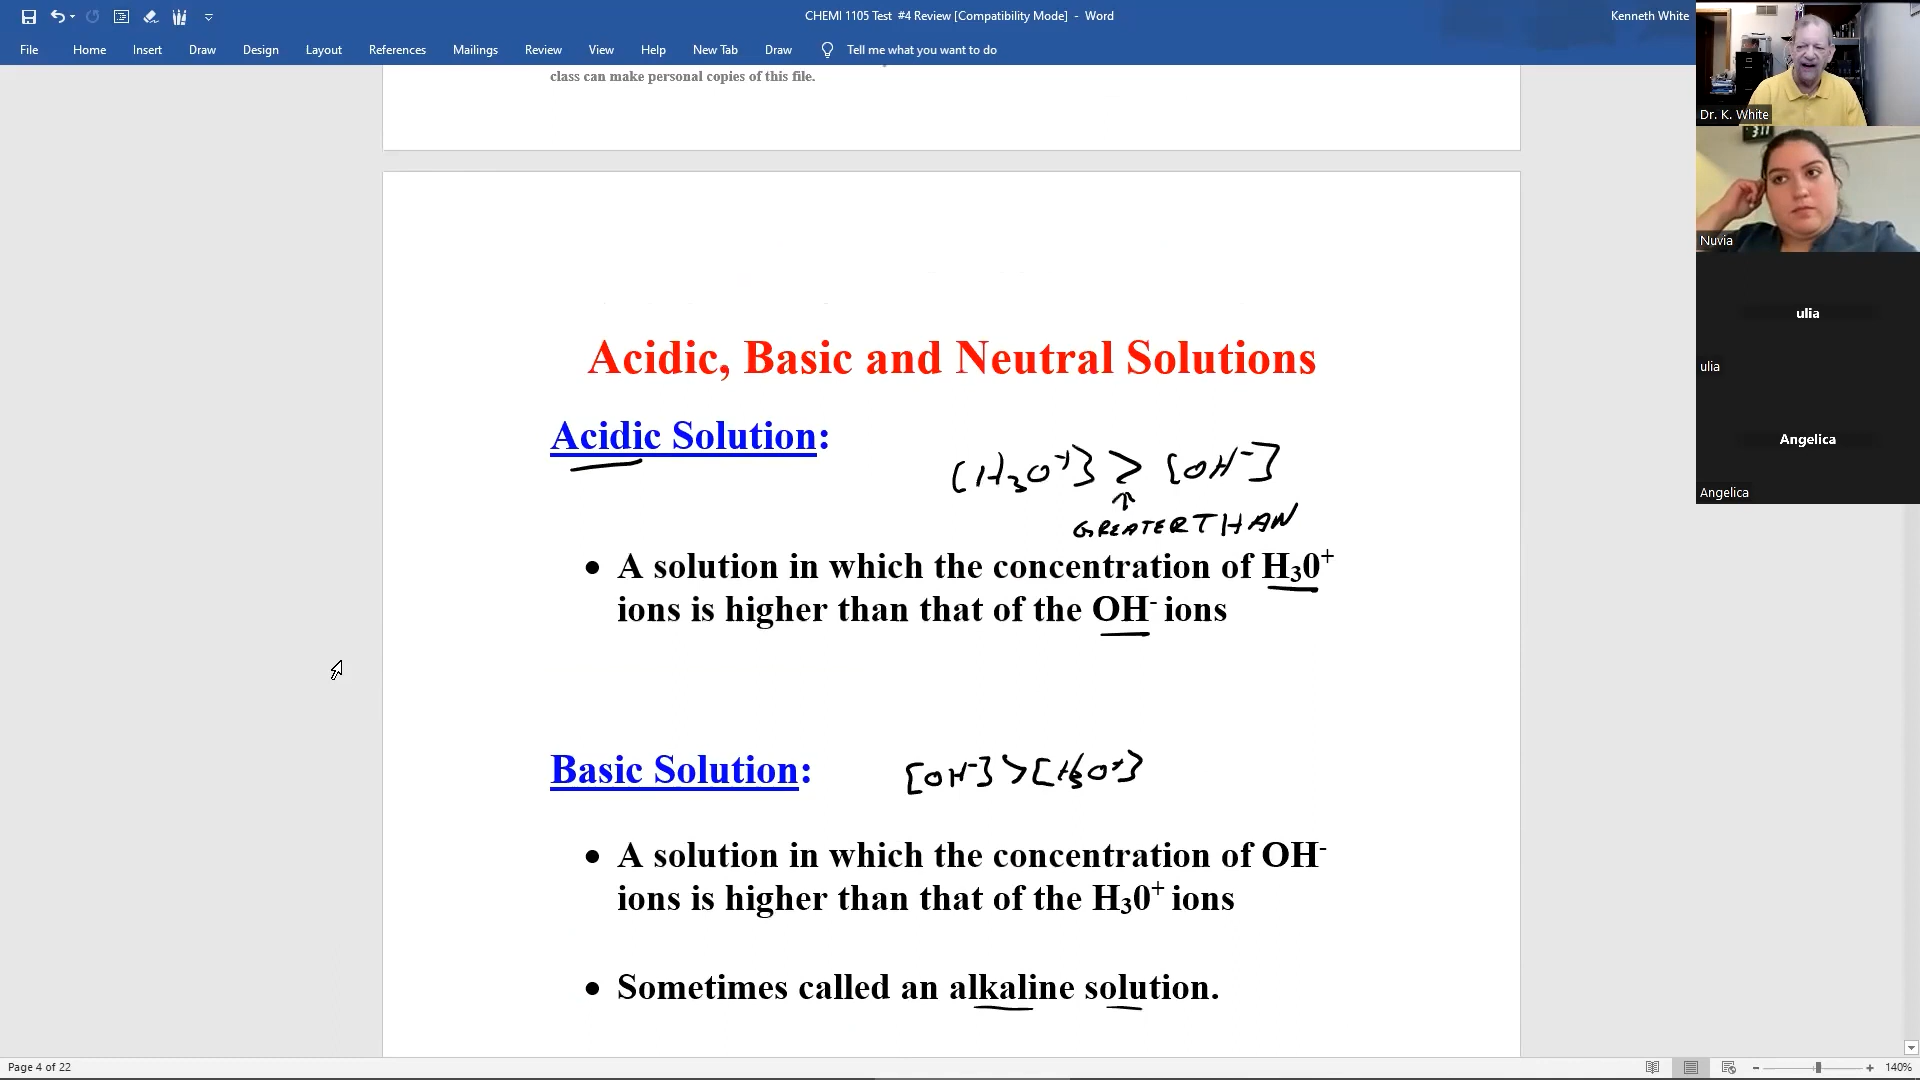 CHEMI 1105 Test #4 Review [Compatibility Mode] - Word
Kenneth White
File Home Insert Draw Design Layout References Mailings Review View Help New Tab Draw Tell me what you want to do
class can make personal copies of this file.
Dr. K. White
3:11
Nuvia
ulia
ulia
Angelica
Angelica
Acidic, Basic and Neutral Solutions
Acidic Solution:
[H₃O⁺] > [OH⁻]
↑
GREATER THAN
• A solution in which the concentration of H₃0⁺
ions is higher than that of the OH⁻ ions
Basic Solution:
[OH⁻] > [H₃O⁺]
• A solution in which the concentration of OH⁻
ions is higher than that of the H₃0⁺ ions
• Sometimes called an alkaline solution.
Page 4 of 22
140%